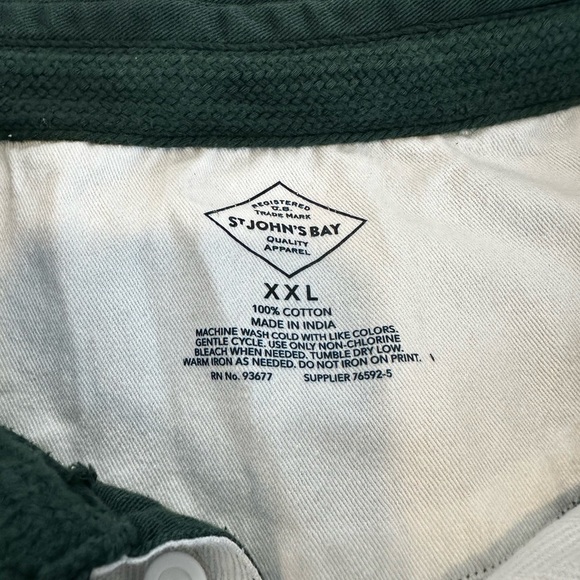 REGISTERED
U.S.
TRADE MARK
ST JOHN'S BAY
QUALITY
APPAREL
XXL
100% COTTON
MADE IN INDIA
MACHINE WASH COLD WITH LIKE COLORS.
GENTLE CYCLE. USE ONLY NON-CHLORINE
BLEACH WHEN NEEDED. TUMBLE DRY LOW.
WARM IRON AS NEEDED. DO NOT IRON ON PRINT.
RN No. 93677 SUPPLIER 76592-5